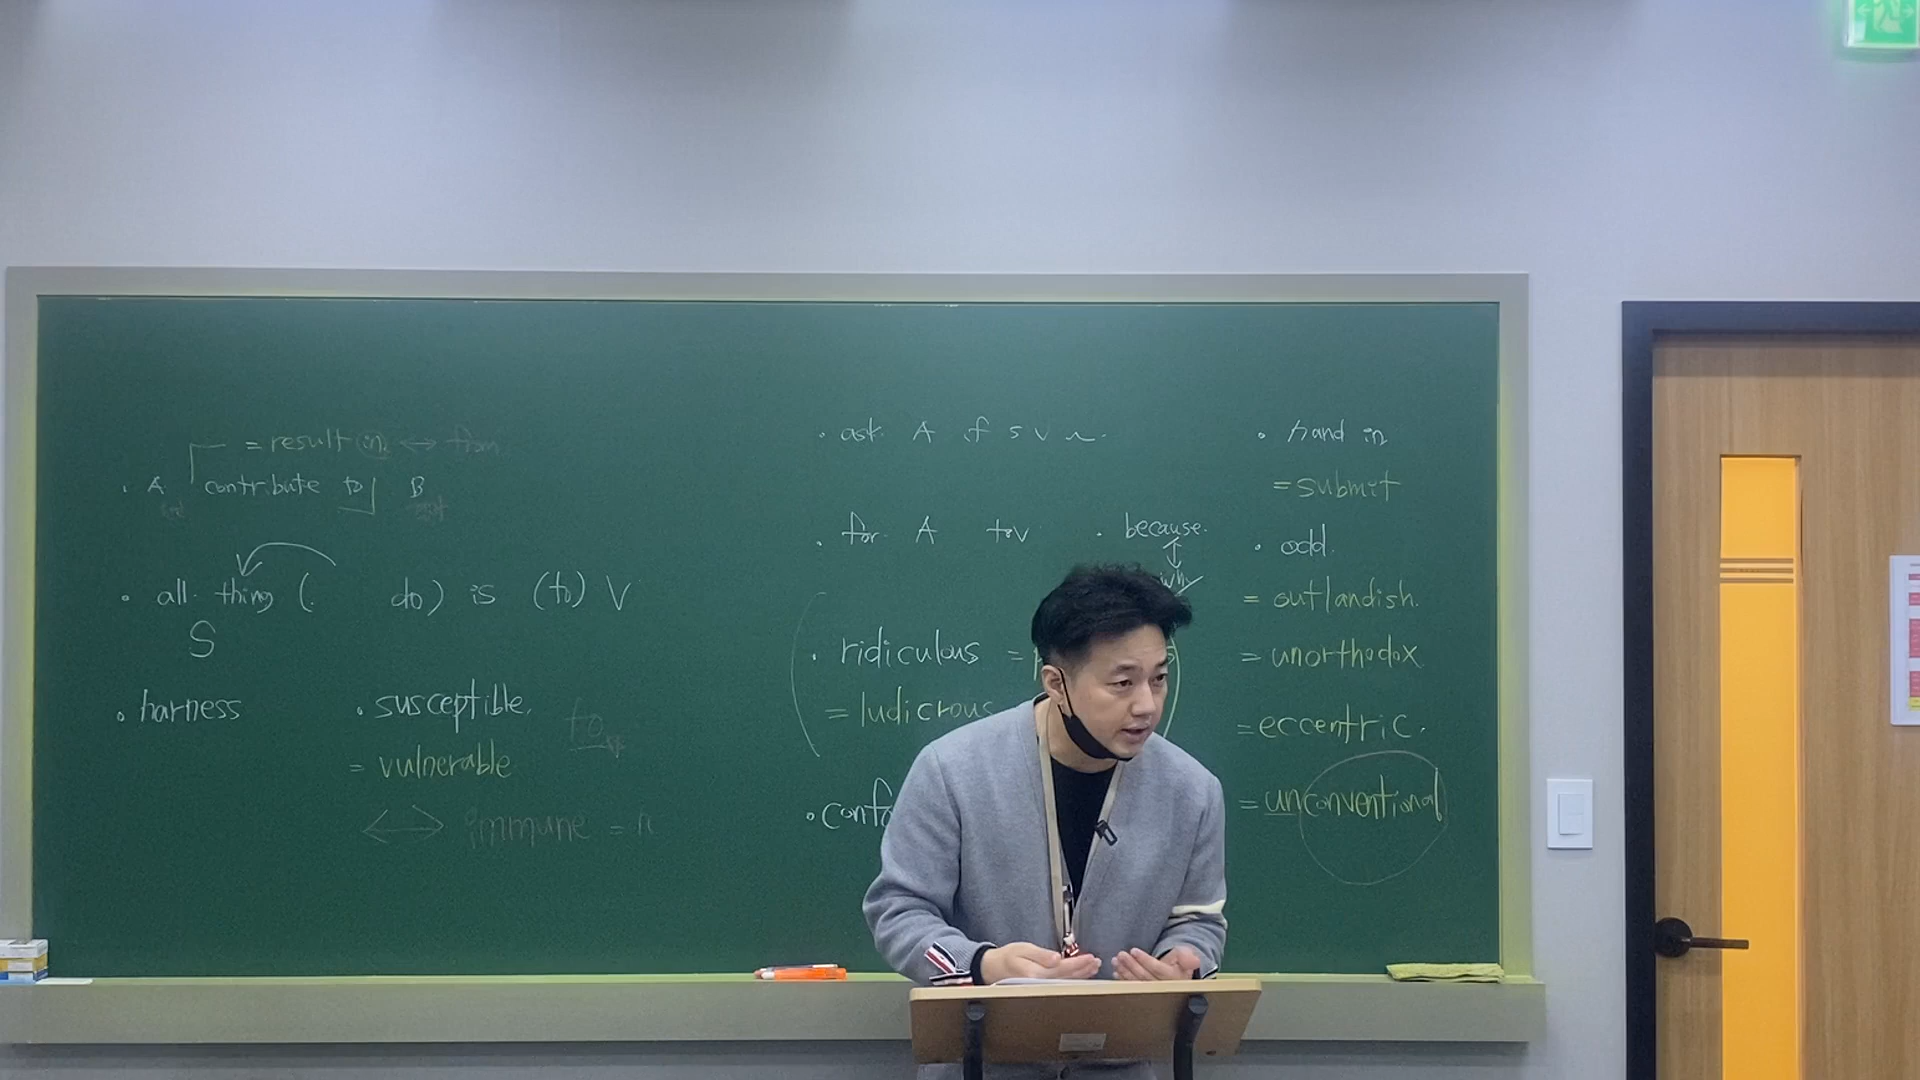 = result in ↔ from
· A contribute to B
· all thing ( do) is (to) V
S
· harness
· susceptible. to
= vulnerable
↔ immune =
· ask A if S V ~.
· for A to V
· because.
↕
why
· ridiculous =
= ludicrous
· conf
· hand in
= submit
· odd.
= outlandish.
= unorthodox
= eccentric.
= unconventional